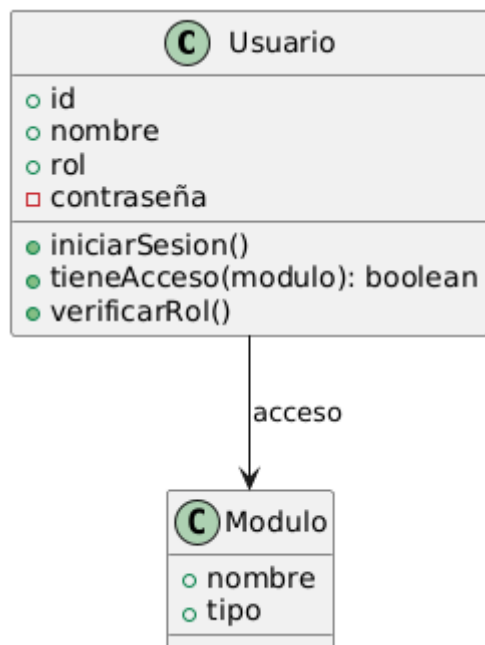 C Usuario
id
nombre
rol
contraseña
iniciarSesion()
tieneAcceso(modulo): boolean
verificarRol()
acceso
C Modulo
nombre
tipo